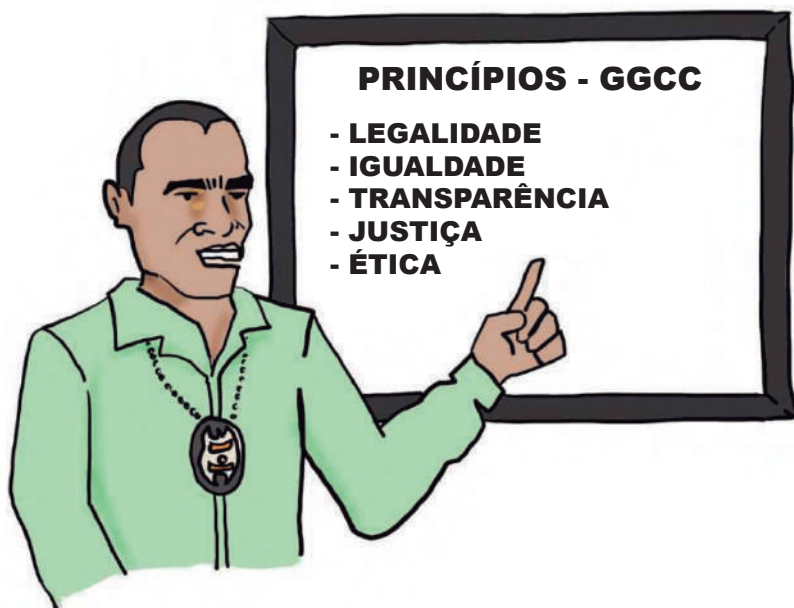 PRINCÍPIOS - GGCC
- LEGALIDADE
- IGUALDADE
- TRANSPARÊNCIA
- JUSTIÇA
- ÉTICA